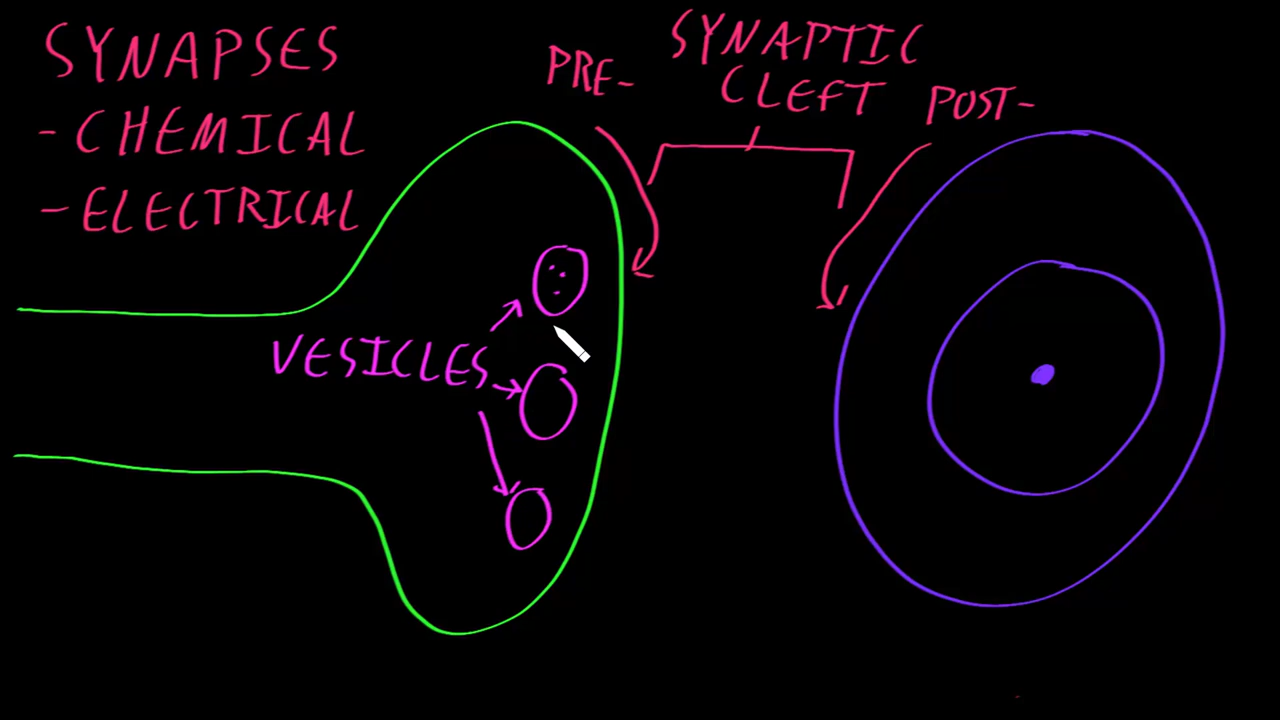 SYNAPSES
- CHEMICAL
- ELECTRICAL
PRE-
SYNAPTIC
CLEFT
POST-
VESICLES